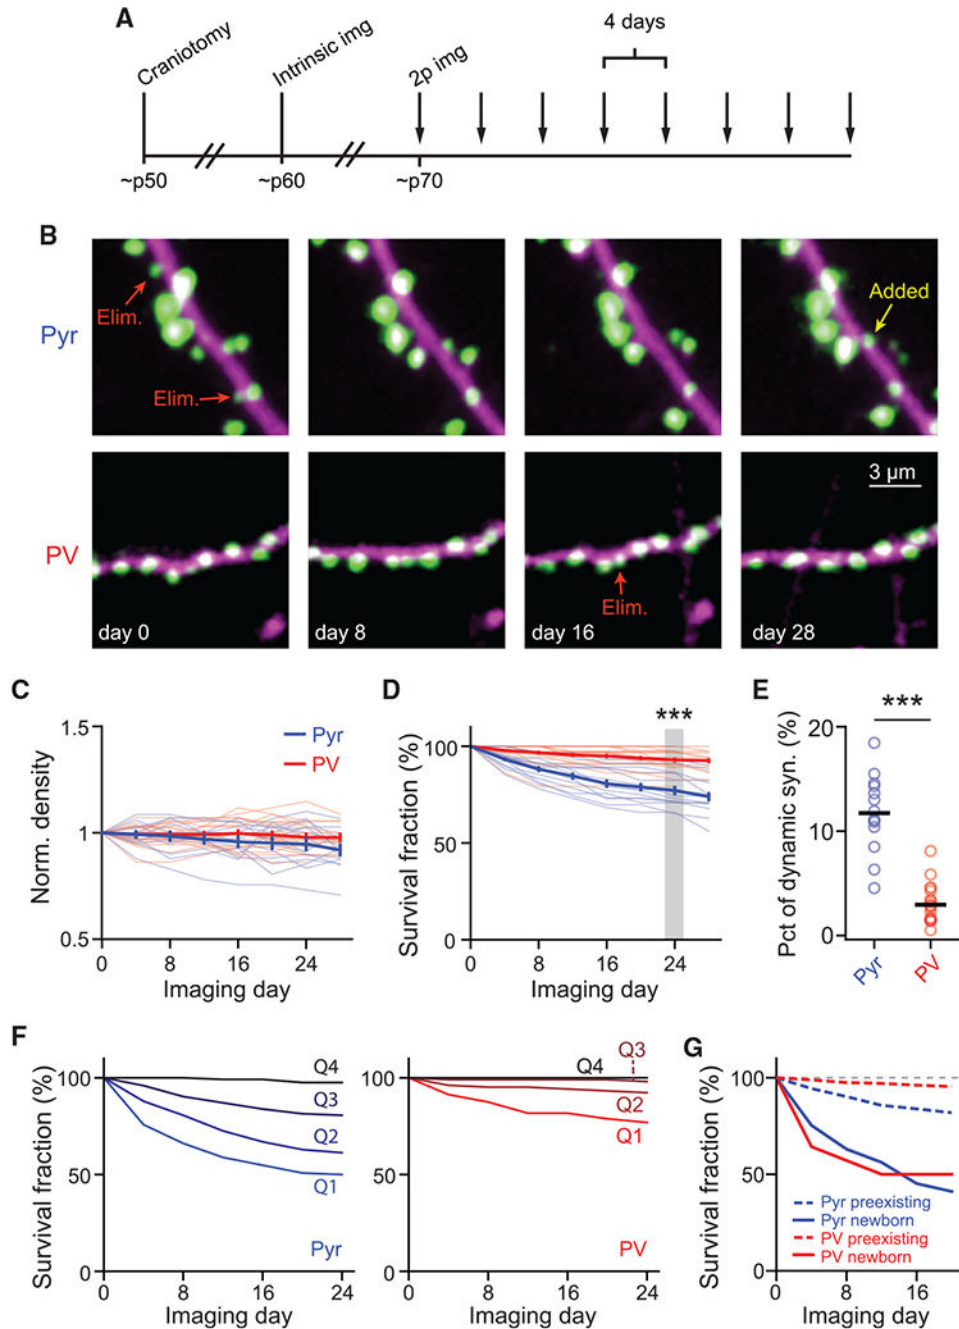 A
Craniotomy
Intrinsic img
2p img
4 days
~p50
~p60
~p70
B
Pyr
Elim.
Elim.
Added
PV
3 µm
Elim.
day 0
day 8
day 16
day 28
C
Norm. density
1.5
1
0.5
Pyr
PV
0
8
16
24
Imaging day
D
Survival fraction (%)
100
50
0
***
0
8
16
24
Imaging day
E
Pct of dynamic syn. (%)
20
10
0
***
Pyr
PV
F
Survival fraction (%)
100
50
0
Q4
Q3
Q2
Q1
Pyr
0
8
16
24
Imaging day
Survival fraction (%)
100
50
0
Q3
Q4
Q2
Q1
PV
0
8
16
24
Imaging day
G
Survival fraction (%)
100
50
0
Pyr preexisting
Pyr newborn
PV preexisting
PV newborn
0
8
16
Imaging day